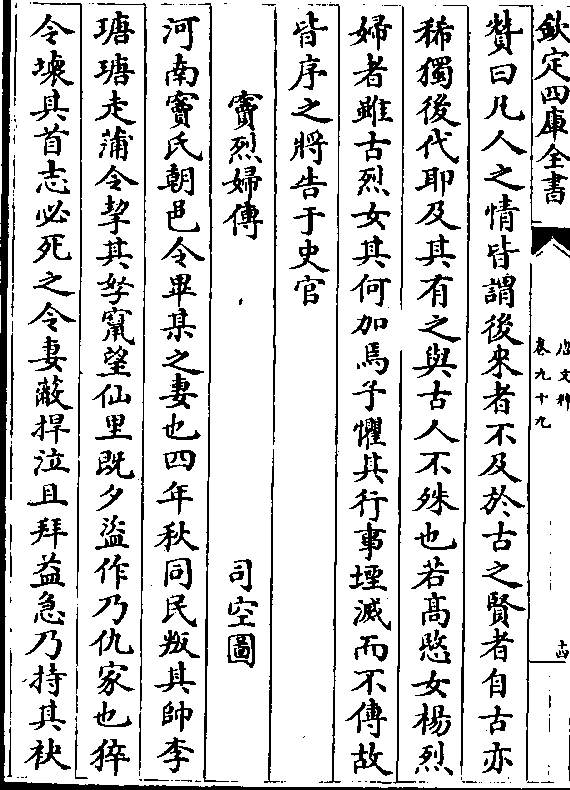 欽定四庫全書
唐文粹
卷九十九
十四
贊曰凡人之情皆謂後來者不及於古之賢者自古亦
稀獨後代耶及其有之與古人不殊也若高愍女楊烈
婦者雖古烈女其何加焉予懼其行事堙滅而不傳故
皆序之將告于史官
竇烈婦傳
司空圖
河南竇氏朝邑令畢某之妻也四年秋同民叛其帥李
瑭瑭走蒲令挈其孥竄望仙里既夕盜作乃仇家也猝
令壞其首志必死之令妻蔽捍泣且拜益急乃持其袂